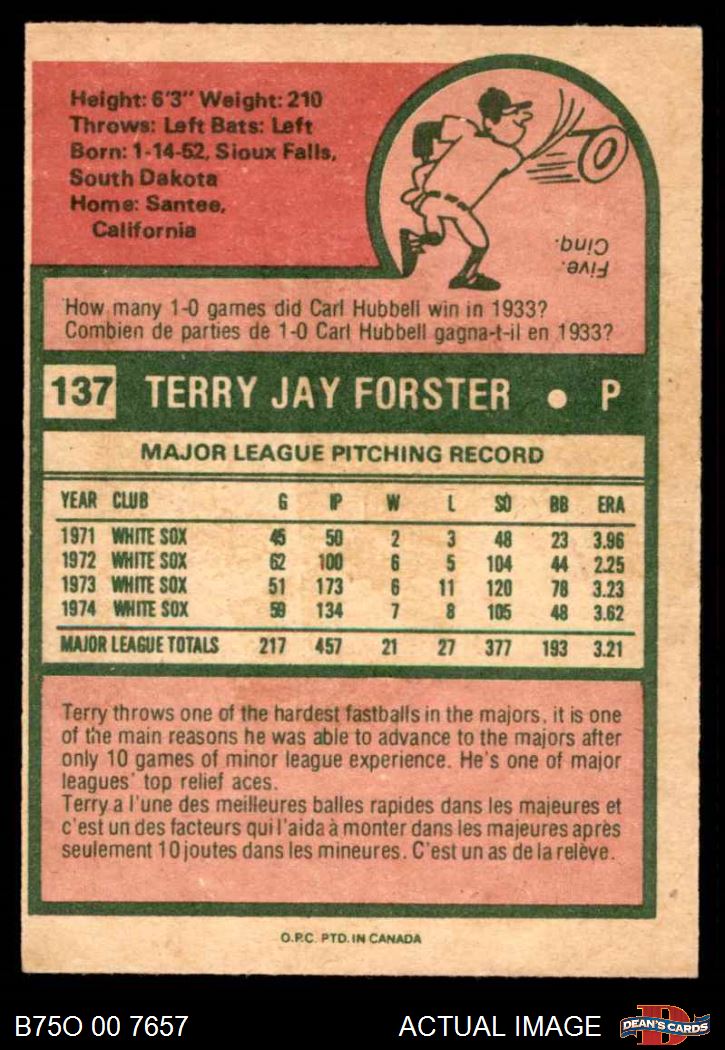 Height: 6'3" Weight: 210
Throws: Left Bats: Left
Born: 1-14-52, Sioux Falls,
South Dakota
Home: Santee,
California
Five.
Cinq.
How many 1-0 games did Carl Hubbell win in 1933?
Combien de parties de 1-0 Carl Hubbell gagna-t-il en 1933?
137 TERRY JAY FORSTER • P
MAJOR LEAGUE PITCHING RECORD
YEAR CLUB G IP W L SO BB ERA
1971 WHITE SOX 45 50 2 3 48 23 3.96
1972 WHITE SOX 62 100 6 5 104 44 2.25
1973 WHITE SOX 51 173 6 11 120 78 3.23
1974 WHITE SOX 59 134 7 8 105 48 3.62
MAJOR LEAGUE TOTALS 217 457 21 27 377 193 3.21
Terry throws one of the hardest fastballs in the majors, it is one
of the main reasons he was able to advance to the majors after
only 10 games of minor league experience. He's one of major
leagues' top relief aces.
Terry a l'une des meilleures balles rapides dans les majeures et
c'est un des facteurs qui l'aida à monter dans les majeures après
seulement 10 joutes dans les mineures. C'est un as de la relève.
O.P.C. PTD. IN CANADA
B75O 00 7657
ACTUAL IMAGE
D
DEAN'S CARDS